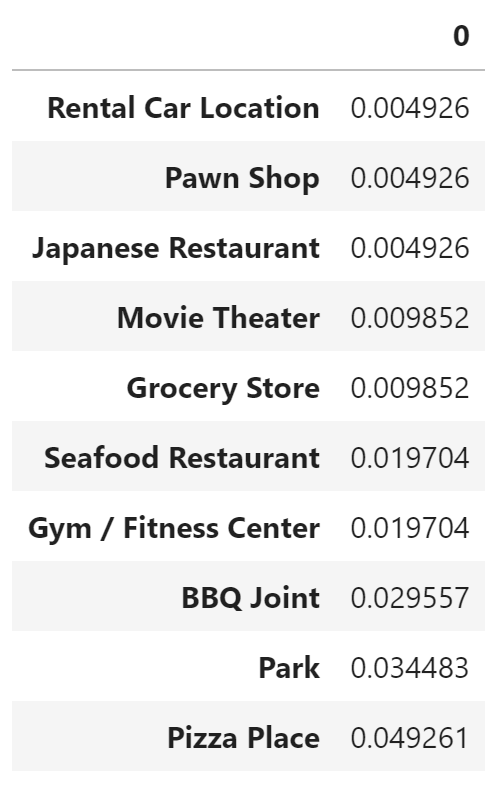 0
Rental Car Location 0.004926
Pawn Shop 0.004926
Japanese Restaurant 0.004926
Movie Theater 0.009852
Grocery Store 0.009852
Seafood Restaurant 0.019704
Gym / Fitness Center 0.019704
BBQ Joint 0.029557
Park 0.034483
Pizza Place 0.049261